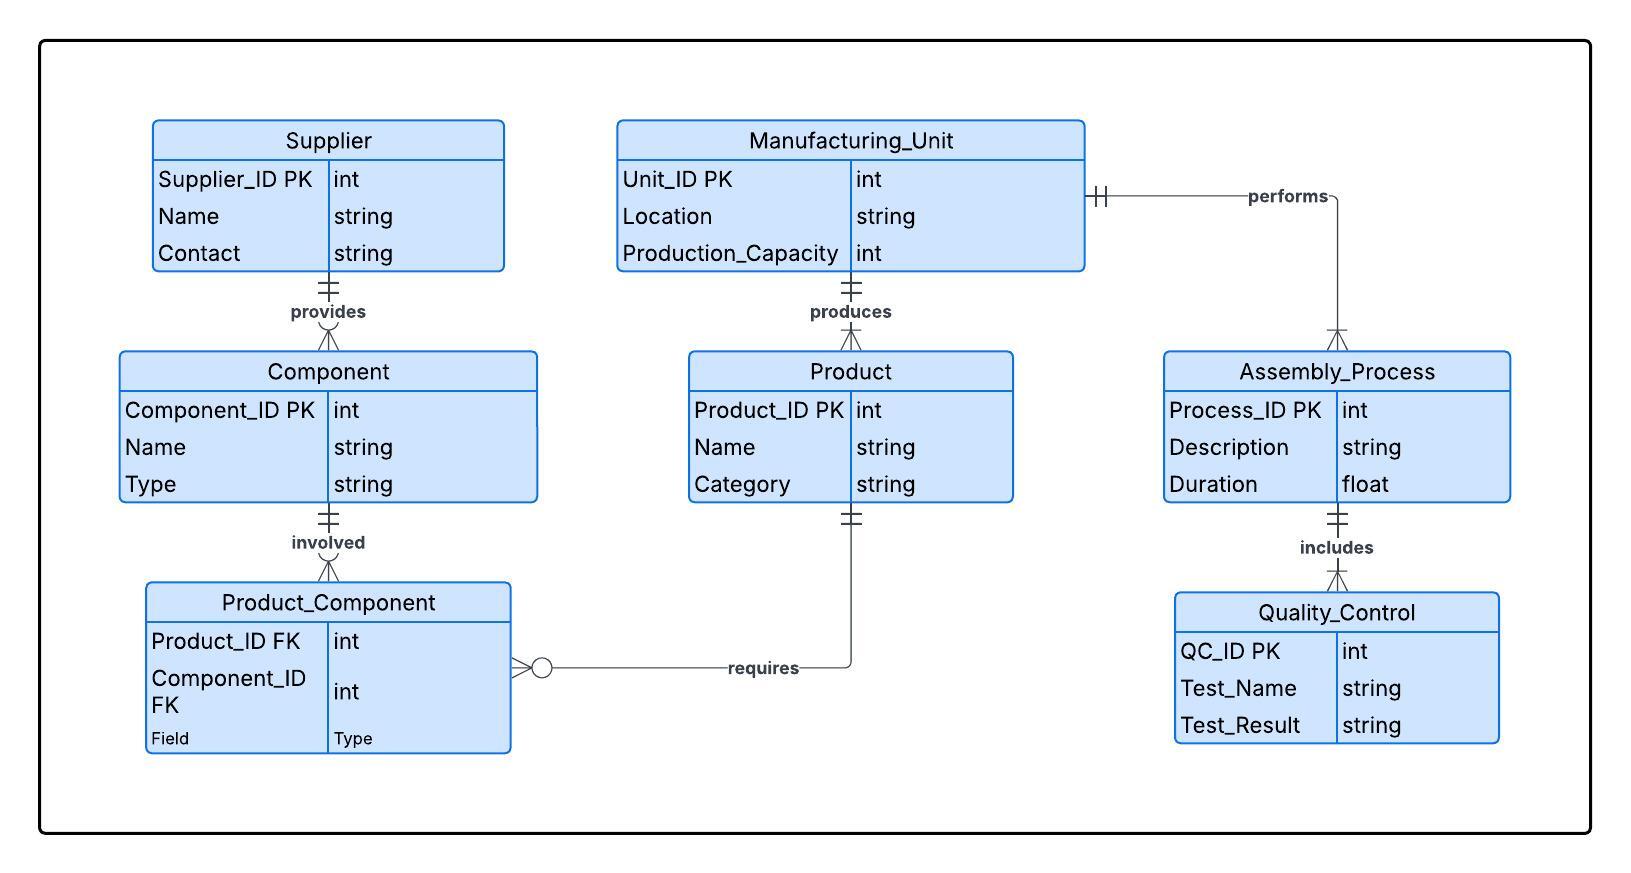 Supplier
Supplier_ID PK int
Name string
Contact string
provides
Component
Component_ID PK int
Name string
Type string
involved
Product_Component
Product_ID FK int
Component_ID
FK int
Field Type
Manufacturing_Unit
Unit_ID PK int
Location string
Production_Capacity int
produces
Product
Product_ID PK int
Name string
Category string
requires
performs
Assembly_Process
Process_ID PK int
Description string
Duration float
includes
Quality_Control
QC_ID PK int
Test_Name string
Test_Result string